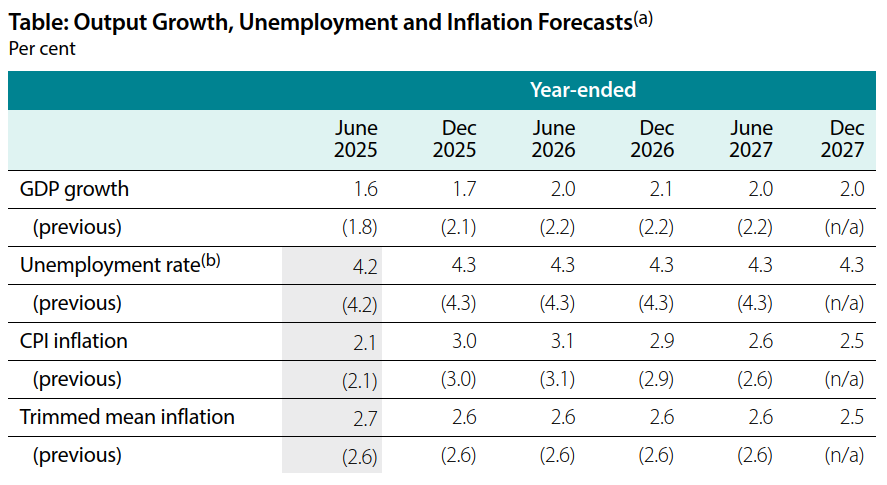 Table: Output Growth, Unemployment and Inflation Forecasts(a)
Per cent
Year-ended
June 2025 Dec 2025 June 2026 Dec 2026 June 2027 Dec 2027
GDP growth 1.6 1.7 2.0 2.1 2.0 2.0
(previous) (1.8) (2.1) (2.2) (2.2) (2.2) (n/a)
Unemployment rate(b) 4.2 4.3 4.3 4.3 4.3 4.3
(previous) (4.2) (4.3) (4.3) (4.3) (4.3) (n/a)
CPI inflation 2.1 3.0 3.1 2.9 2.6 2.5
(previous) (2.1) (3.0) (3.1) (2.9) (2.6) (n/a)
Trimmed mean inflation 2.7 2.6 2.6 2.6 2.6 2.5
(previous) (2.6) (2.6) (2.6) (2.6) (2.6) (n/a)